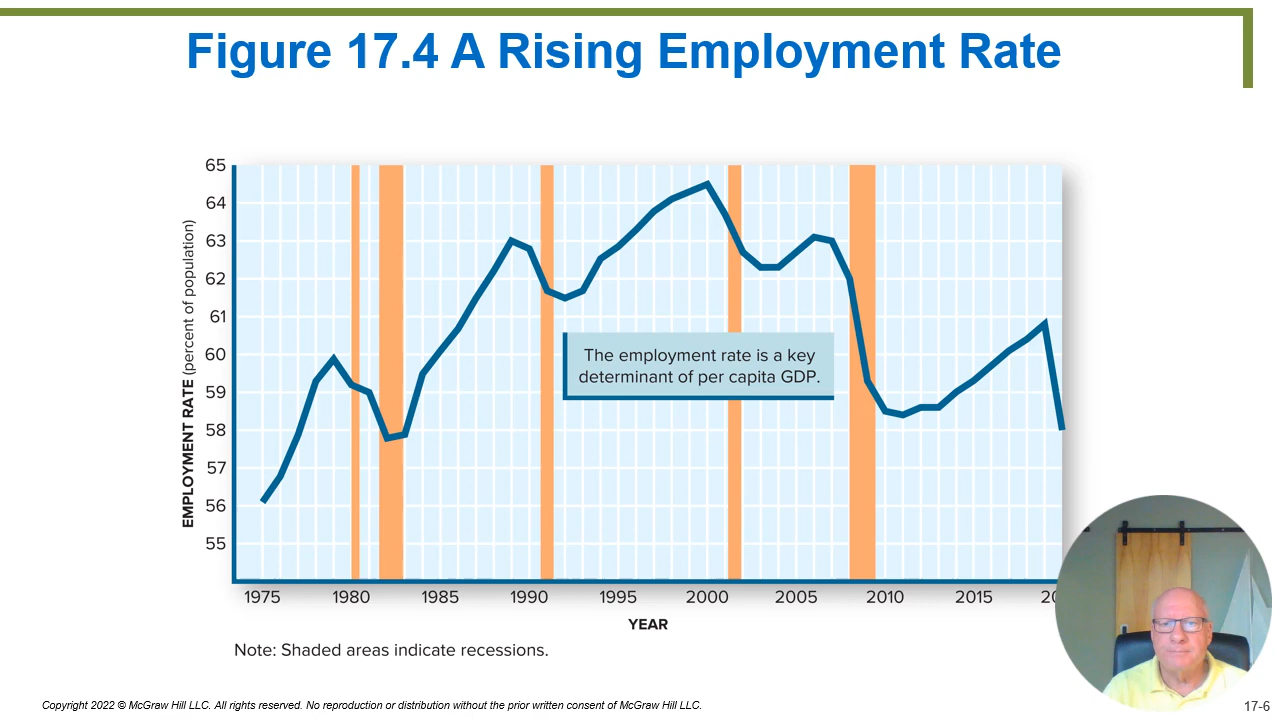 Figure 17.4 A Rising Employment Rate
65
64
63
62
61
60
59
58
57
56
55
EMPLOYMENT RATE (percent of population)
The employment rate is a key
determinant of per capita GDP.
1975 1980 1985 1990 1995 2000 2005 2010 2015
YEAR
Note: Shaded areas indicate recessions.
Copyright 2022 © McGraw Hill LLC. All rights reserved. No reproduction or distribution without the prior written consent of McGraw Hill LLC.
17-6